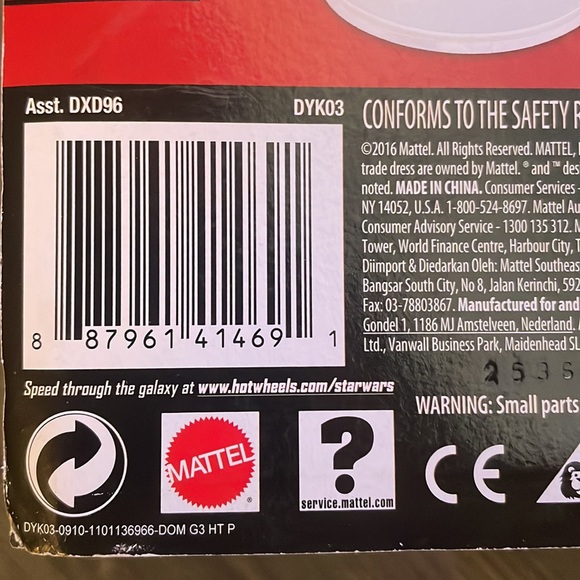 Asst. DXD96
DYK03
8 87961 41469 1
Speed through the galaxy at www.hotwheels.com/starwars
MATTEL
®
?
service.mattel.com
CE
DYK03-0910-1101136966-DOM G3 HT P
CONFORMS TO THE SAFETY
©2016 Mattel. All Rights Reserved. MATTEL,
trade dress are owned by Mattel. ® and ™
noted. MADE IN CHINA. Consumer Services -
NY 14052, U.S.A. 1-800-524-8697. Mattel
Consumer Advisory Service - 1300 135 312.
Tower, World Finance Centre, Harbour City,
Diimport & Diedarkan Oleh: Mattel Southeast
Bangsar South City, No 8, Jalan Kerinchi,
Fax: 03-78803867. Manufactured for and
Gondel 1, 1186 MJ Amstelveen, Nederland.
Ltd., Vanwall Business Park, Maidenhead
WARNING: Small parts